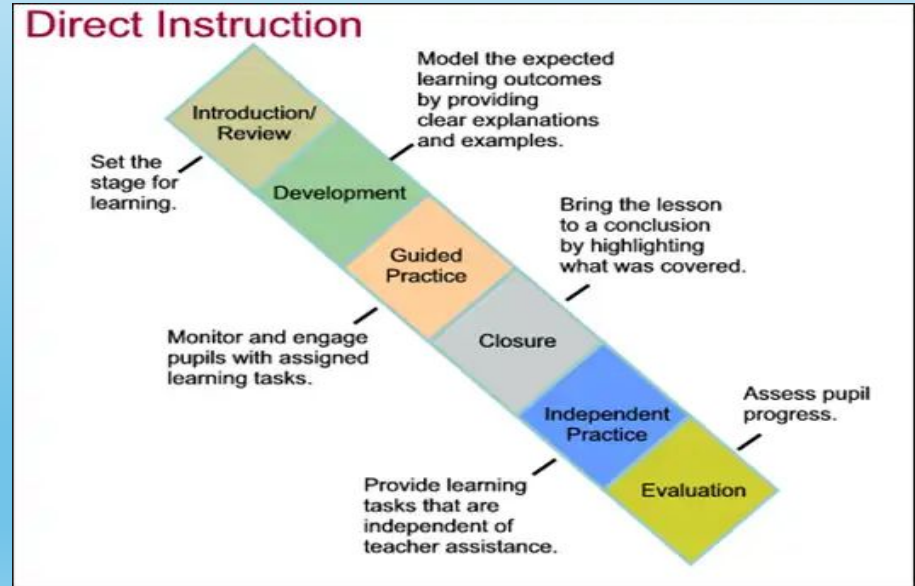 Direct Instruction
Introduction/
Review
Set the
stage for
learning.
Development
Model the expected
learning outcomes
by providing
clear explanations
and examples.
Guided
Practice
Monitor and engage
pupils with assigned
learning tasks.
Closure
Bring the lesson
to a conclusion
by highlighting
what was covered.
Independent
Practice
Provide learning
tasks that are
independent of
teacher assistance.
Evaluation
Assess pupil
progress.